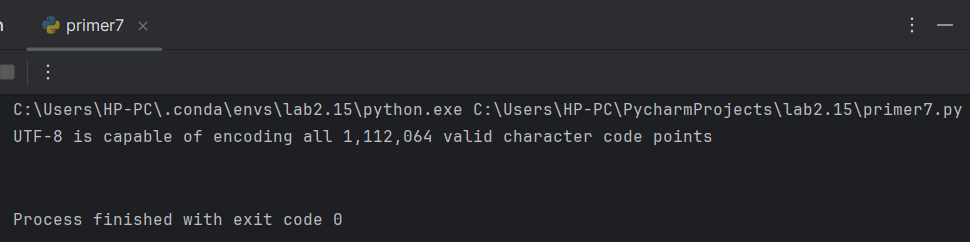 primer7
C:\Users\HP-PC\.conda\envs\lab2.15\python.exe C:\Users\HP-PC\PycharmProjects\lab2.15\primer7.py
UTF-8 is capable of encoding all 1,112,064 valid character code points
Process finished with exit code 0